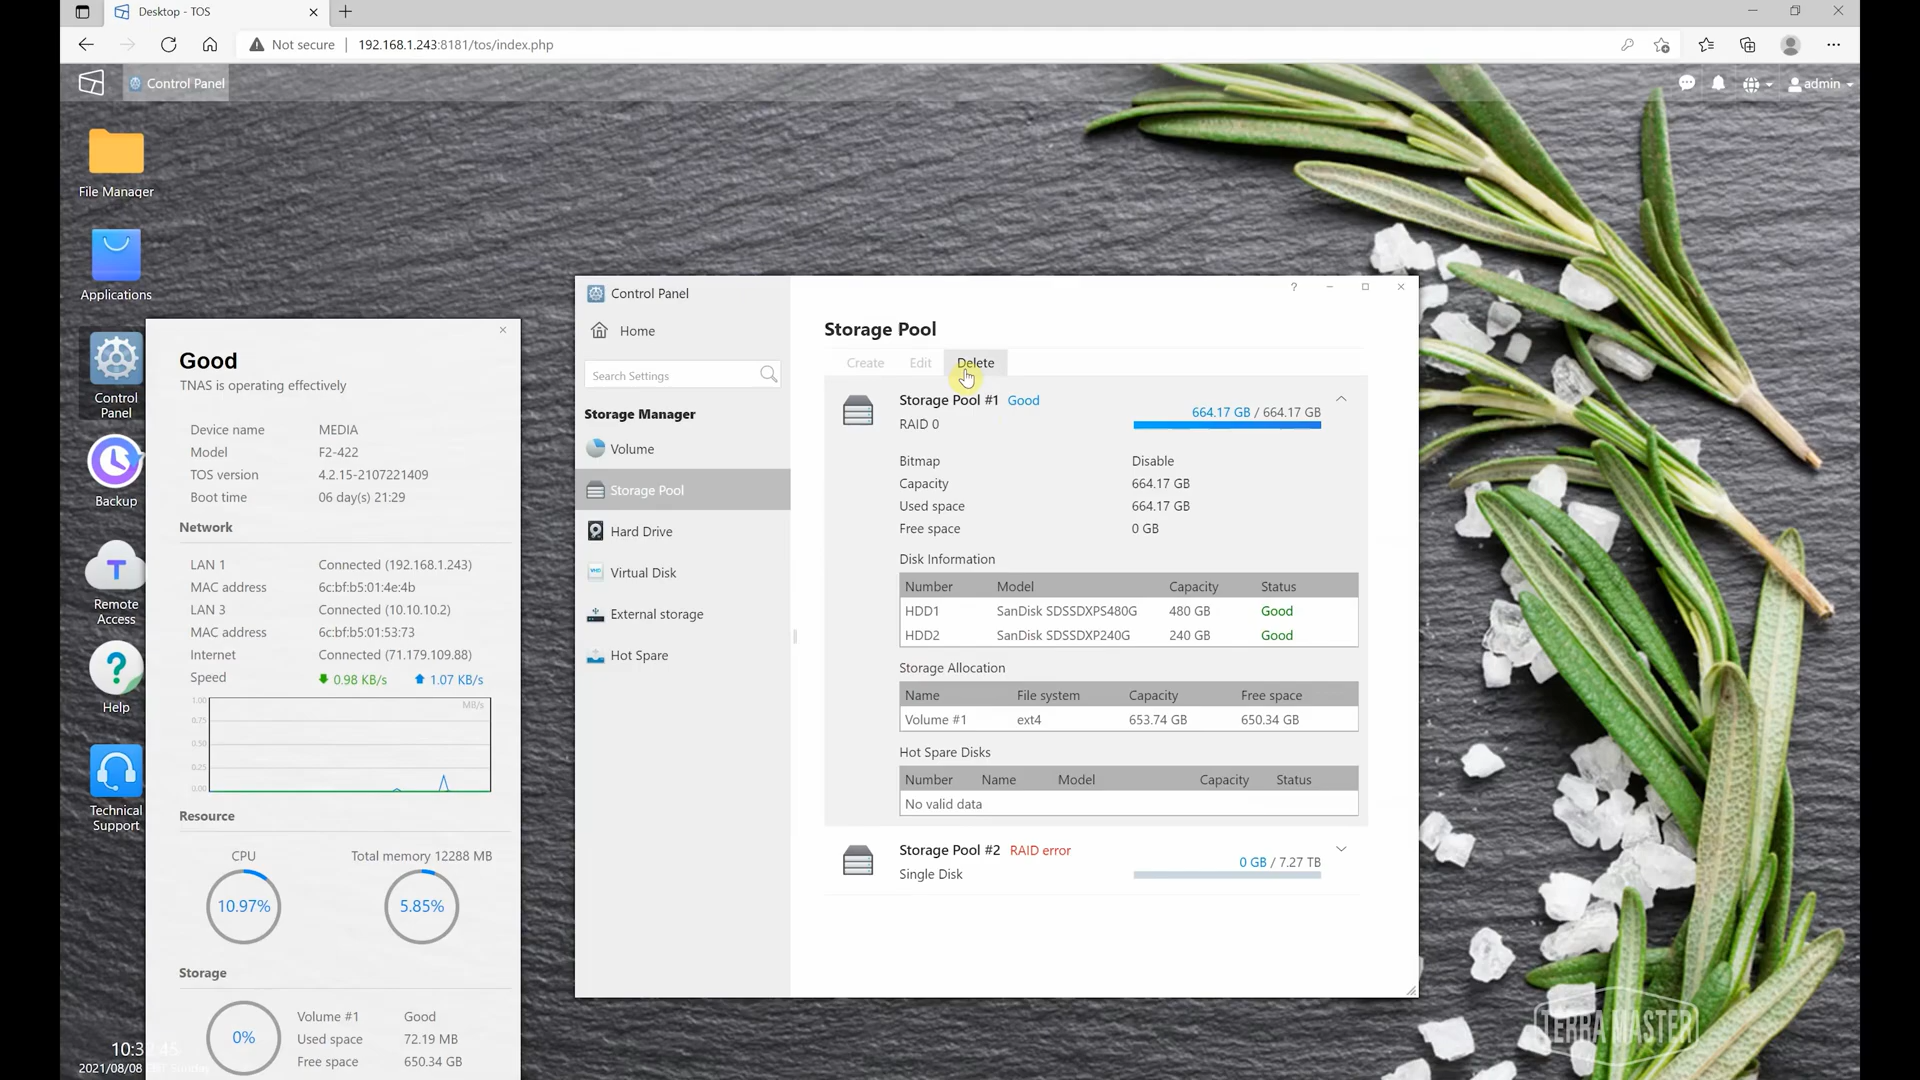 Desktop - TOS
Not secure
192.168.1.243:8181/tos/index.php
Control Panel
admin
File Manager
Applications
Control
Panel
Backup
Remote
Access
Help
Technical
Support
2021/08/08
Good
TNAS is operating effectively
Device name MEDIA
Model F2-422
TOS version 4.2.15-2107221409
Boot time 06 day(s) 21:29
Network
LAN 1 Connected (192.168.1.243)
MAC address 6c:bf:b5:01:4e:4b
LAN 3 Connected (10.10.10.2)
MAC address 6c:bf:b5:01:53:73
Internet Connected (71.179.109.88)
Speed 0.98 KB/s 1.07 KB/s
1.00 MB/s
0.75
0.50
0.25
0.00
Resource
CPU Total memory 12288 MB
10.97% 5.85%
Storage
0%
Volume #1 Good
Used space 72.19 MB
Free space 650.34 GB
Control Panel
Home
Search Settings
Storage Manager
Volume
Storage Pool
Hard Drive
Virtual Disk
External storage
Hot Spare
?
Storage Pool
Create Edit Delete
Storage Pool #1 Good
664.17 GB / 664.17 GB
RAID 0
Bitmap Disable
Capacity 664.17 GB
Used space 664.17 GB
Free space 0 GB
Disk Information
Number Model Capacity Status
HDD1 SanDisk SDSSDXPS480G 480 GB Good
HDD2 SanDisk SDSSDXP240G 240 GB Good
Storage Allocation
Name File system Capacity Free space
Volume #1 ext4 653.74 GB 650.34 GB
Hot Spare Disks
Number Name Model Capacity Status
No valid data
Storage Pool #2 RAID error
0 GB / 7.27 TB
Single Disk
TERRA MASTER